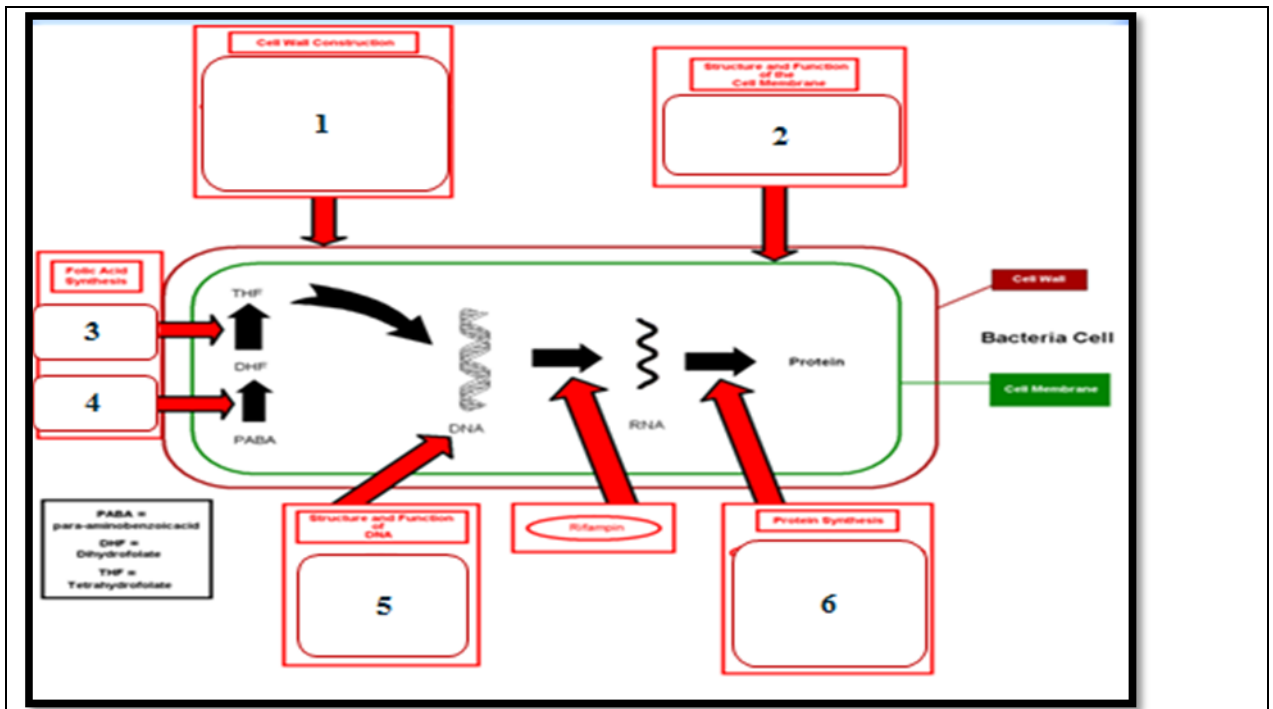 Cell Wall Construction
1
Structure and Function
of the
Cell Membrane
2
Folic Acid
Synthesis
3
4
THF
DHF
PABA
DNA
RNA
Protein
Cell Wall
Bacteria Cell
Cell Membrane
PABA =
para-aminobenzoicacid
DHF =
Dihydrofolate
THF =
Tetrahydrofolate
Structure and Function
of
DNA
5
Rifampin
Protein Synthesis
6